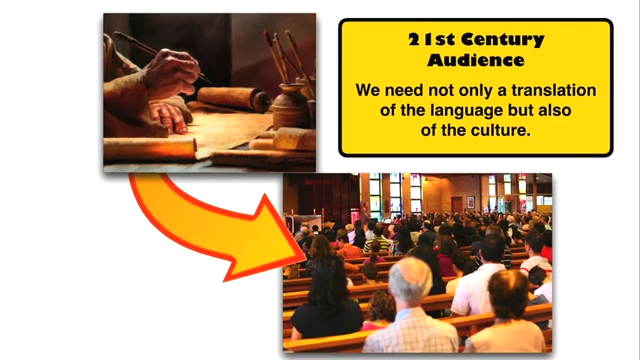 21st Century
Audience
We need not only a translation
of the language but also
of the culture.